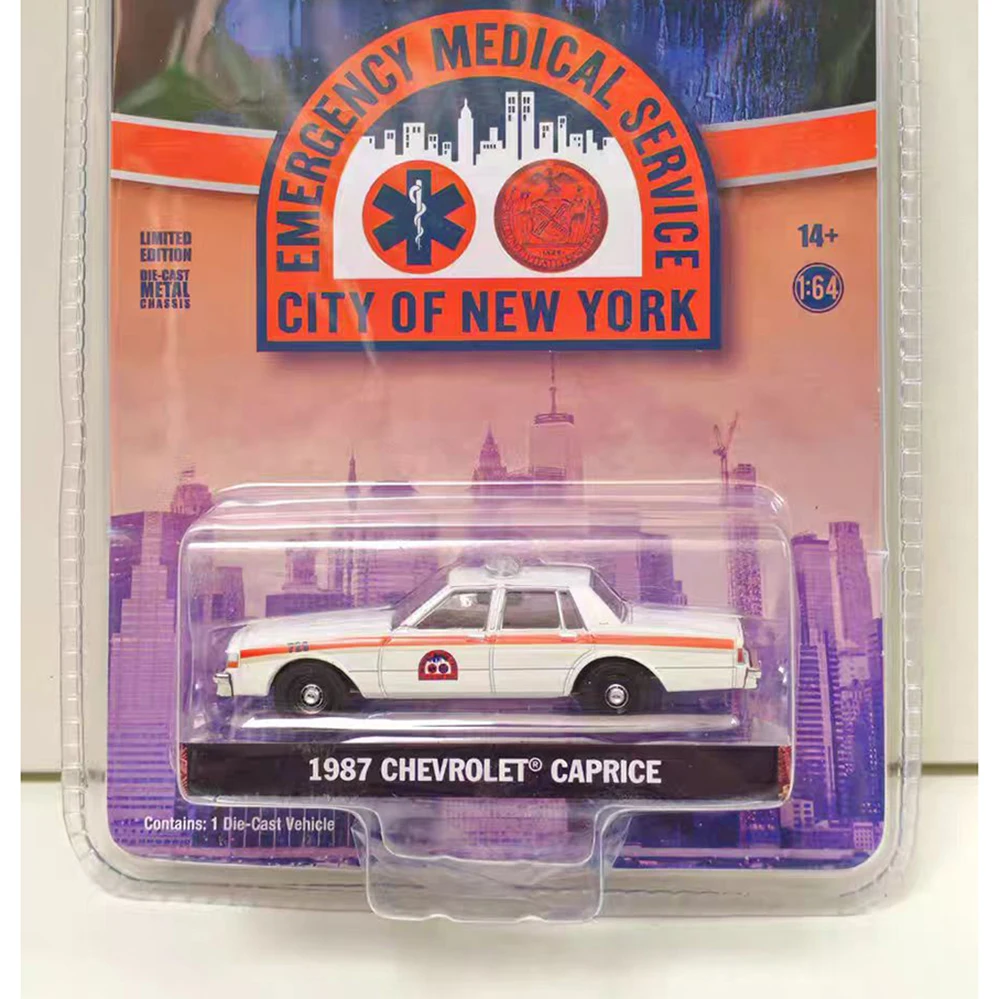 EMERGENCY MEDICAL SERVICE
CITY OF NEW YORK
LIMITED
EDITION
DIE-CAST
METAL
CHASSIS
14+
1:64
1987 CHEVROLET® CAPRICE
Contains: 1 Die-Cast Vehicle